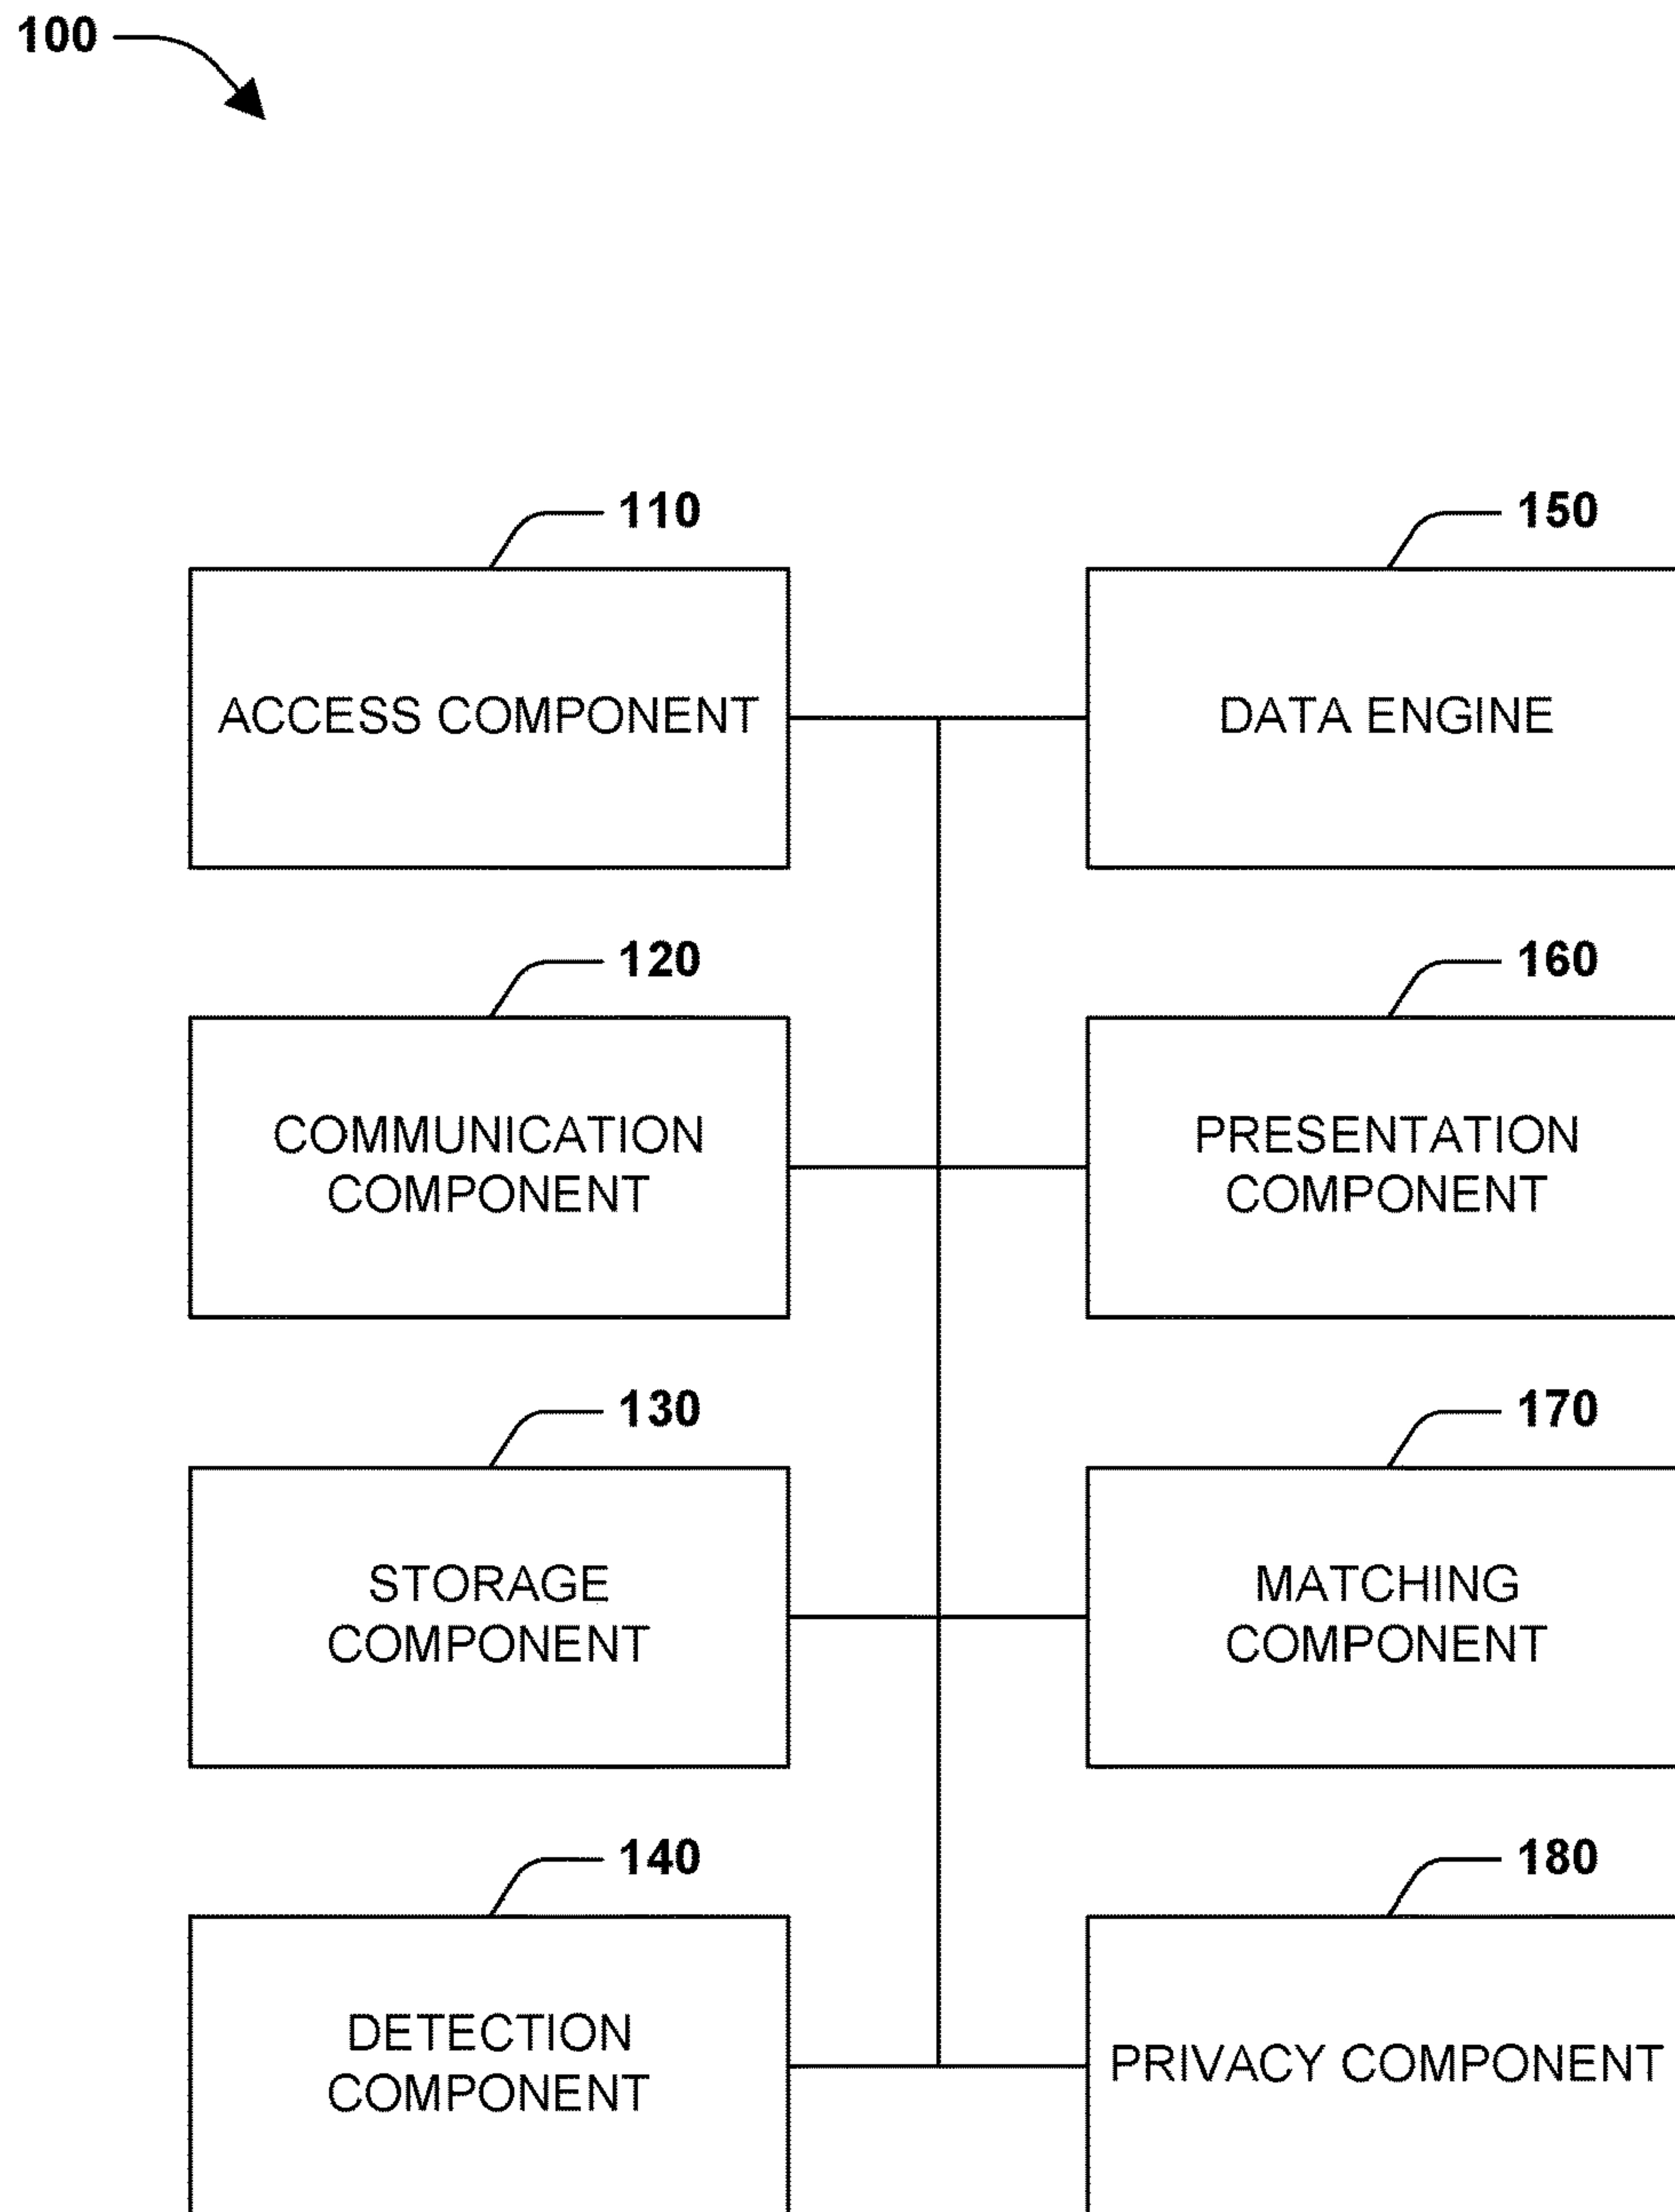 100
110
ACCESS COMPONENT
150
DATA ENGINE
120
COMMUNICATION
COMPONENT
160
PRESENTATION
COMPONENT
130
STORAGE
COMPONENT
170
MATCHING
COMPONENT
140
DETECTION
COMPONENT
180
PRIVACY COMPONENT